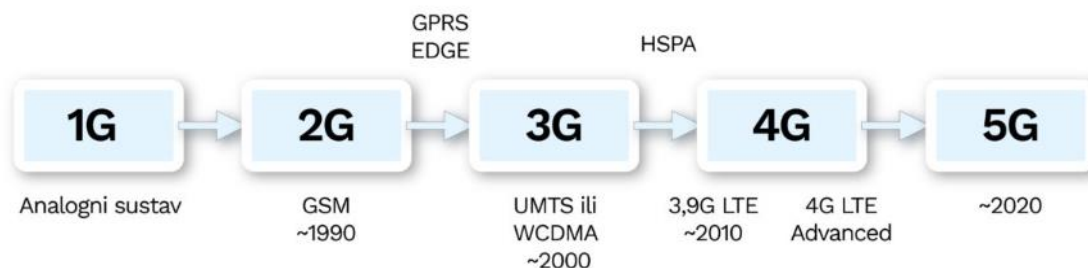 GPRS
EDGE
HSPA
1G
2G
3G
4G
5G
Analogni sustav
GSM
~1990
UMTS ili
WCDMA
~2000
3,9G LTE
~2010
4G LTE
Advanced
~2020